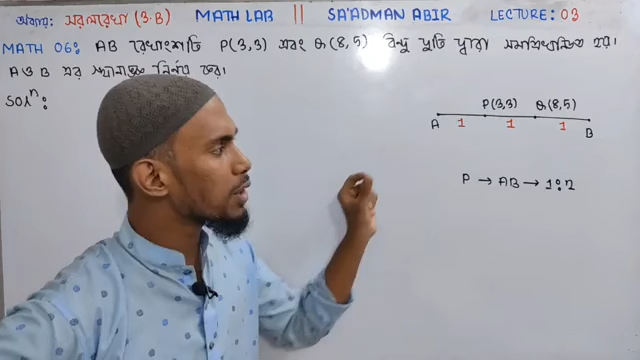 অধ্যায়: সরলরেখা (3.B) MATH LAB || SA'ADMAN ABIR LECTURE: 03
MATH 06: AB রেখাংশটি P(3,3) এবং Q(8,5) বিন্দু দুটি দ্বারা সমত্রিখন্ডিত হয়।
A ও B এর স্থানাঙ্ক নির্ণয় কর।
Solⁿ:
P(3,3) Q(8,5)
A 1 1 1 B
P → AB → 1:2